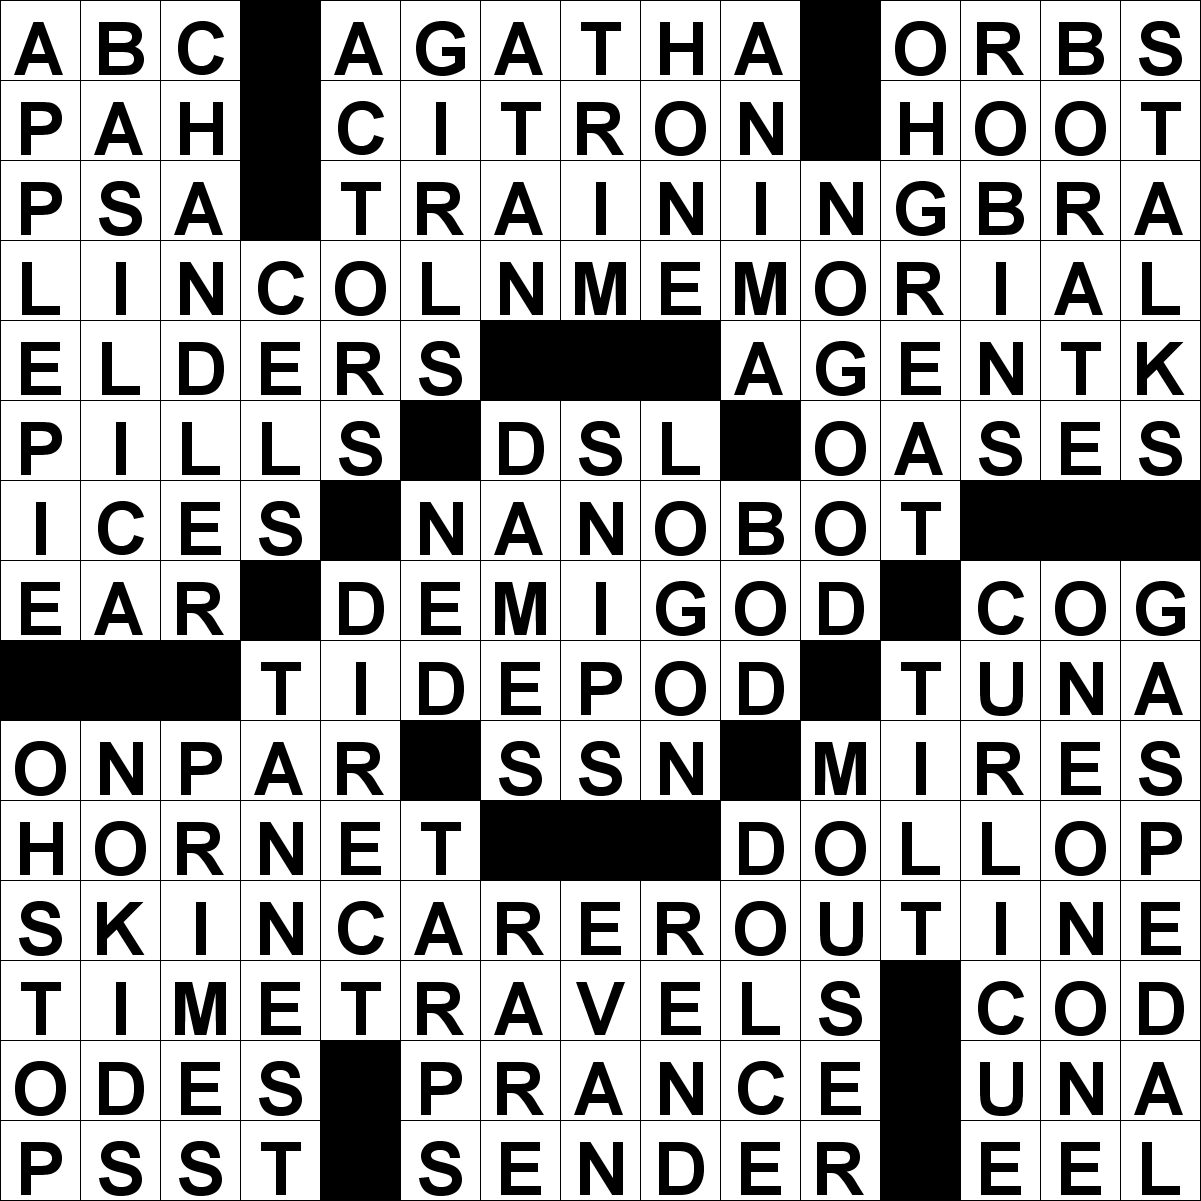 ABC AGATHA ORBS
PAH CITRON HOOT
PSA TRAININGBRA
LINCOLNMEMORIAL
ELDERS AGENTK
PILLS DSL OASES
ICES NANOBOT
EAR DEMIGOD COG
TIDEPOD TUNA
ONPAR SSN MIRES
HORNET DOLLOP
SKINCAREROUTINE
TIMETRAVELS COD
ODES PRANCE UNA
PSST SENDER EEL